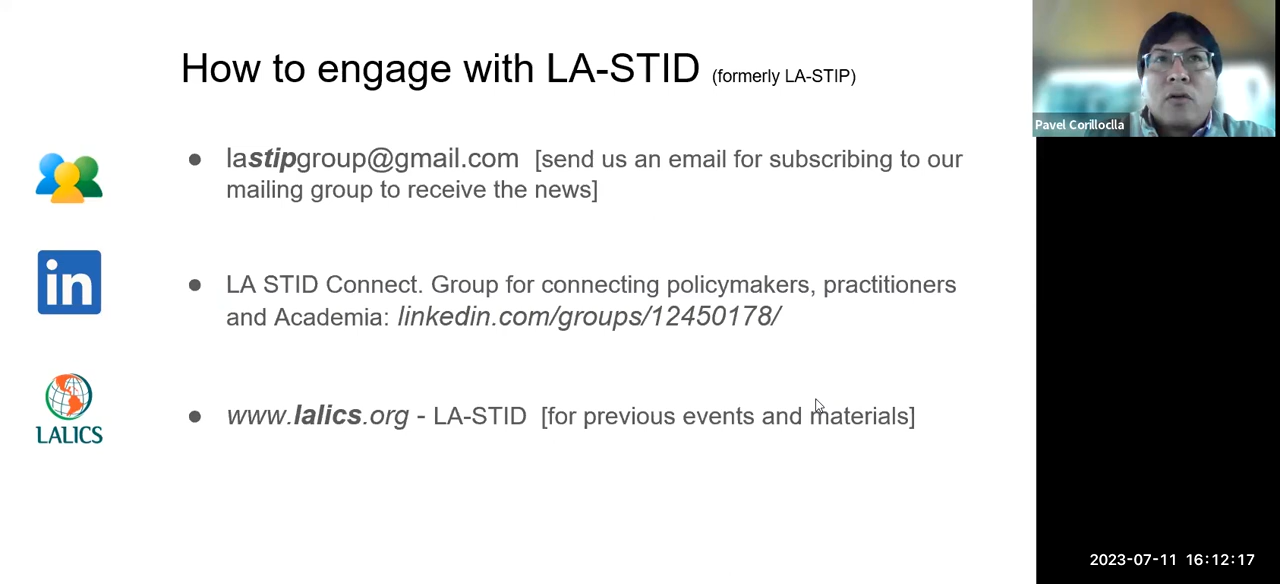 How to engage with LA-STID (formerly LA-STIP)
Pavel Corilloclla
● lastipgroup@gmail.com [send us an email for subscribing to our
mailing group to receive the news]
in
● LA STID Connect. Group for connecting policymakers, practitioners
and Academia: linkedin.com/groups/12450178/
LALICS
● www.lalics.org - LA-STID [for previous events and materials]
2023-07-11 16:12:17